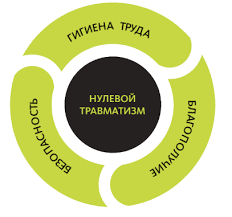 ГИГИЕНА ТРУДА
НУЛЕВОЙ
ТРАВМАТИЗМ
БЕЗОПАСНОСТЬ
БЛАГОПОЛУЧИЕ